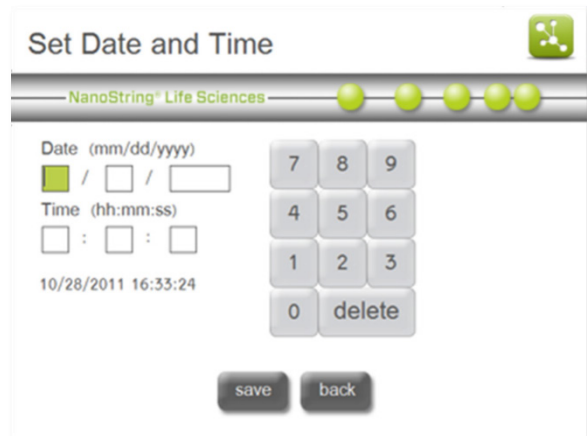 Set Date and Time
NanoString® Life Sciences
Date (mm/dd/yyyy)
/ /
Time (hh:mm:ss)
: :
10/28/2011 16:33:24
7 8 9
4 5 6
1 2 3
0 delete
save back